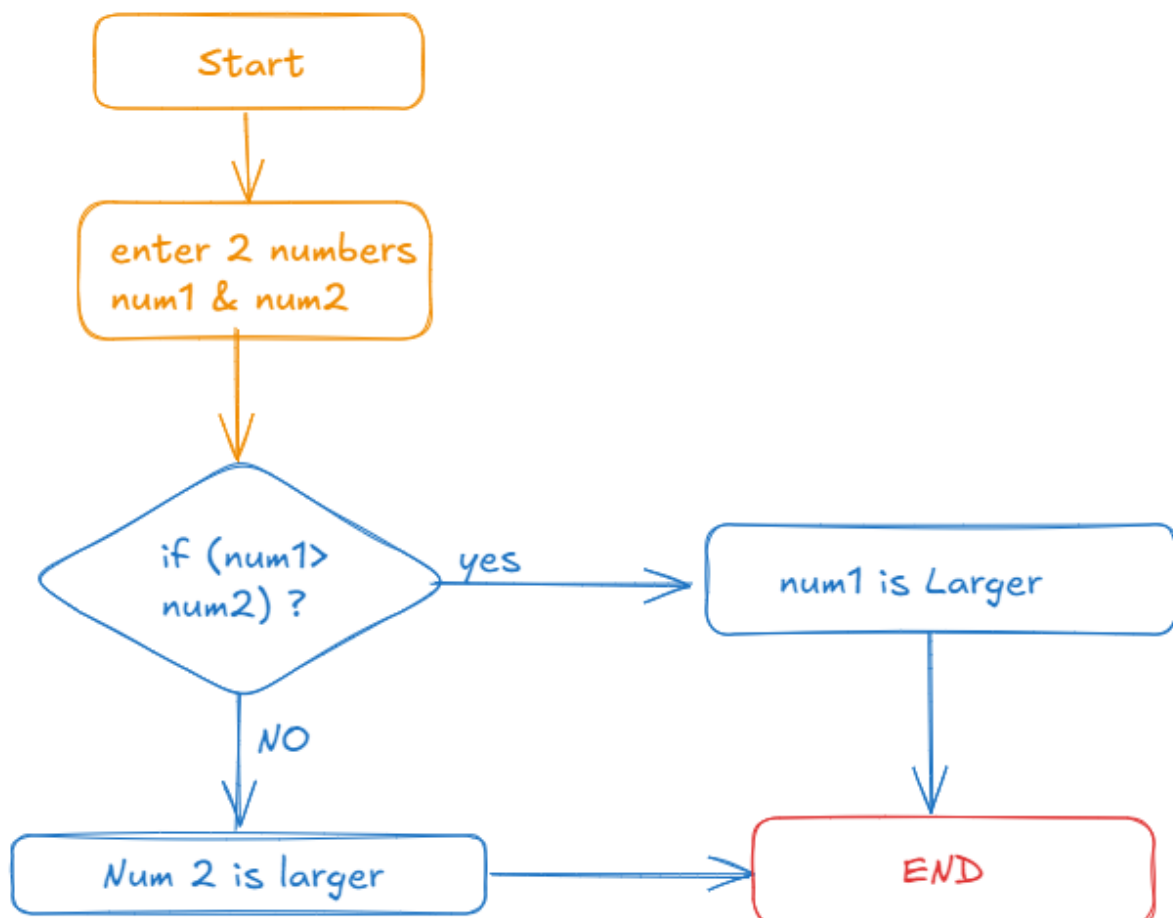 Start
enter 2 numbers
num1 & num2
if (num1>
num2) ?
yes
num1 is Larger
NO
Num 2 is larger
END